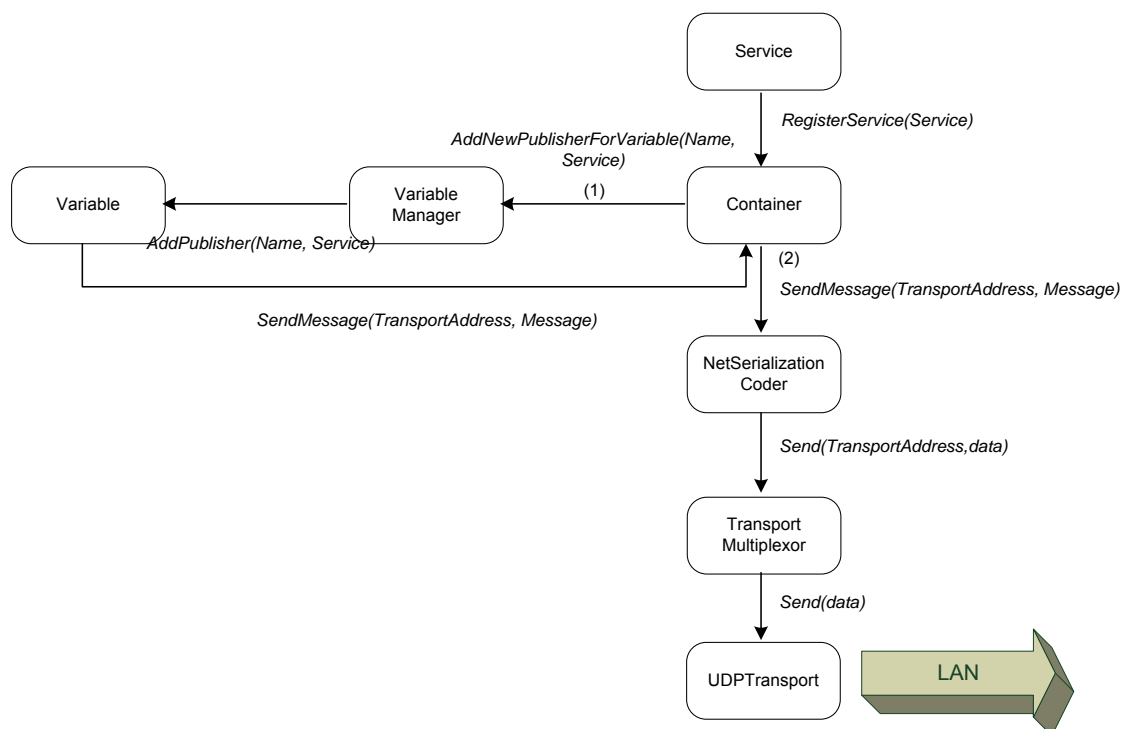 Service
RegisterService(Service)
AddNewPublisherForVariable(Name,
Service)
(1)
Variable
Variable
Manager
Container
AddPublisher(Name, Service)
(2)
SendMessage(TransportAddress, Message)
SendMessage(TransportAddress, Message)
NetSerialization
Coder
Send(TransportAddress,data)
Transport
Multiplexor
Send(data)
UDPTransport
LAN